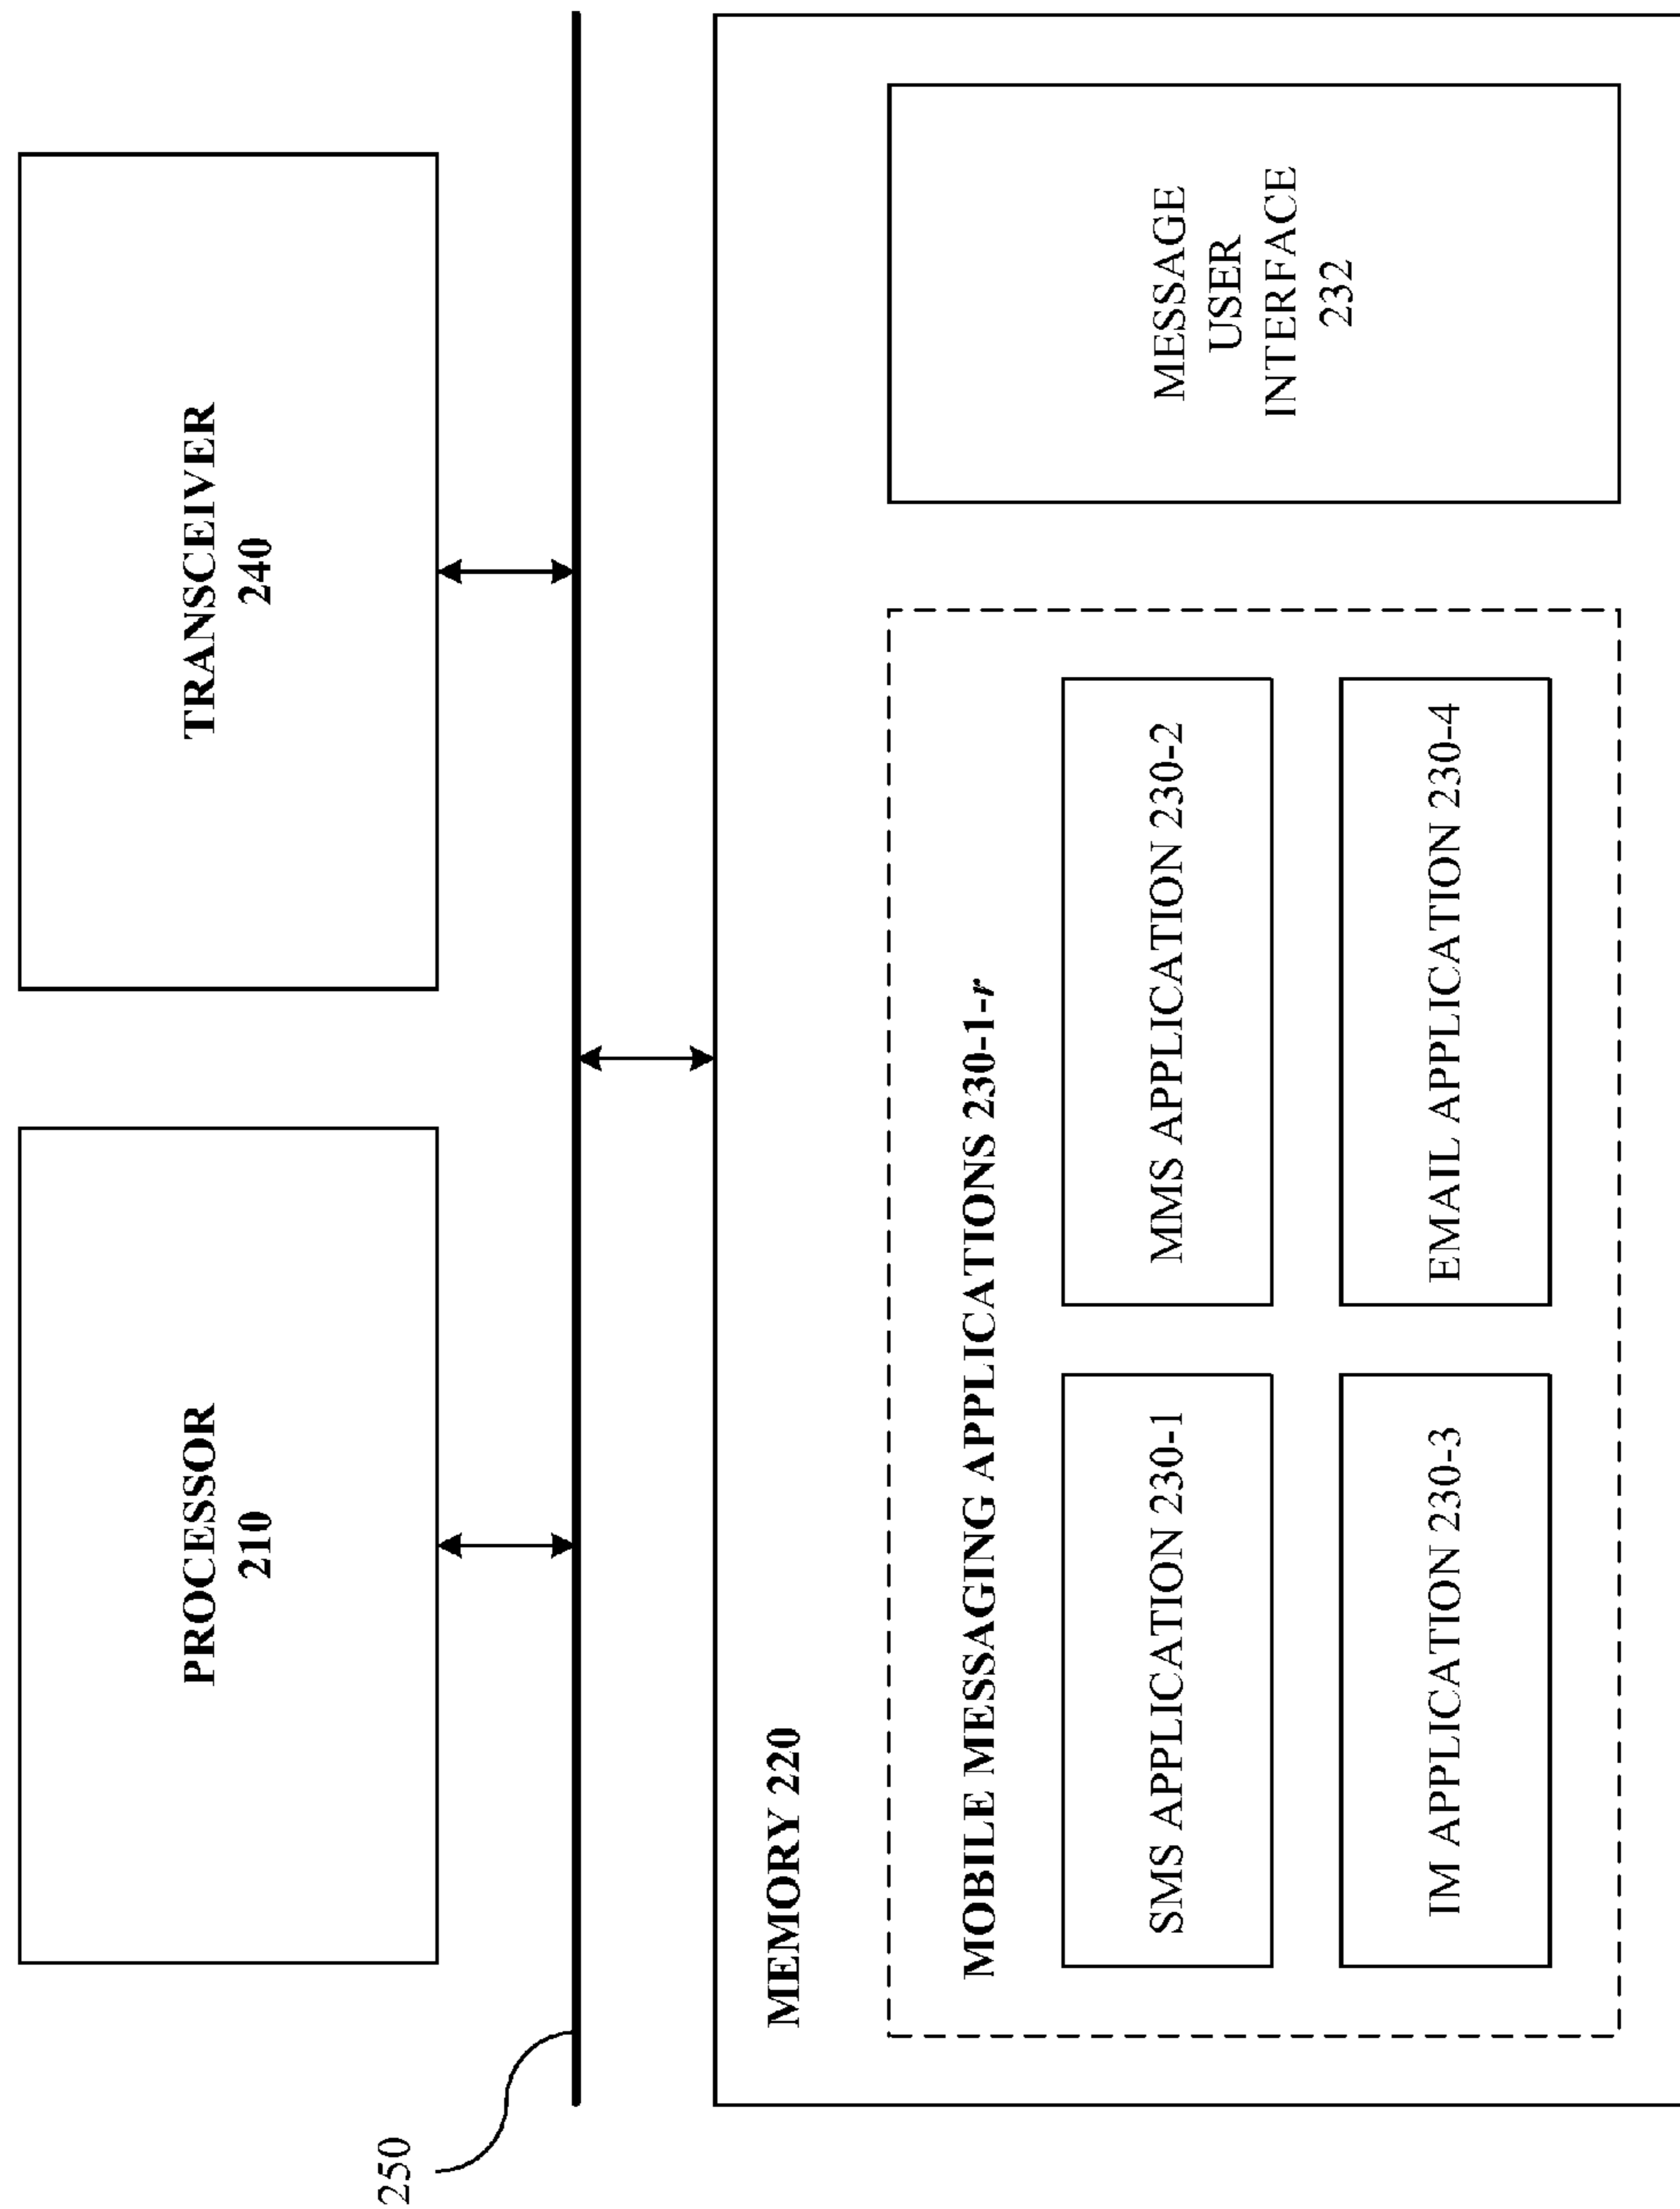 PROCESSOR
210
TRANSCEIVER
240
250
MEMORY 220
MOBILE MESSAGING APPLICATIONS 230-1-r
SMS APPLICATION 230-1
MMS APPLICATION 230-2
IM APPLICATION 230-3
EMAIL APPLICATION 230-4
MESSAGE
USER
INTERFACE
232